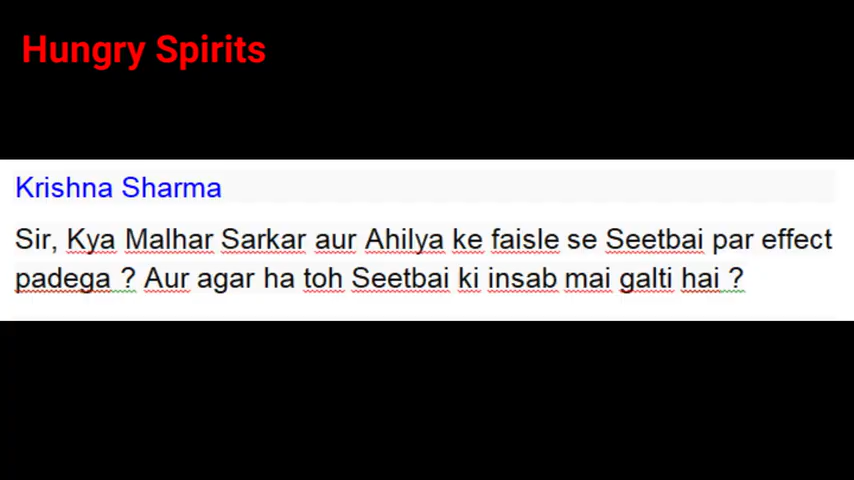 Hungry Spirits
Krishna Sharma
Sir, Kya Malhar Sarkar aur Ahilya ke faisle se Seetbai par effect
padega ? Aur agar ha toh Seetbai ki insab mai galti hai ?